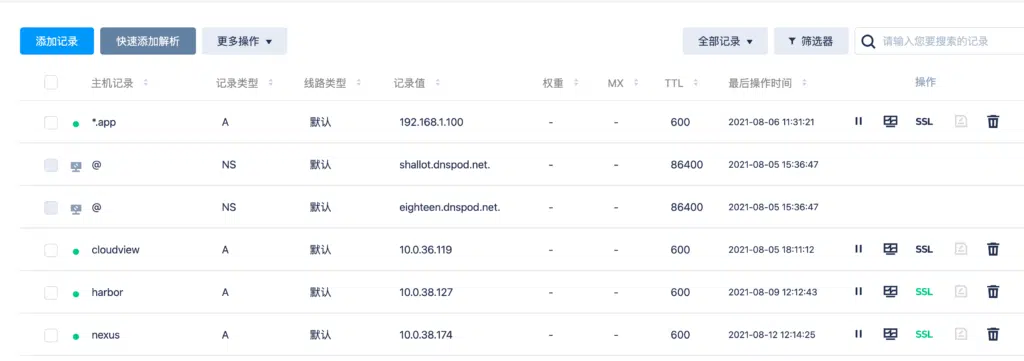 添加记录 快速添加解析 更多操作 全部记录 筛选器 请输入您要搜索的记录
主机记录 记录类型 线路类型 记录值 权重 MX TTL 最后操作时间 操作
*.app A 默认 192.168.1.100 - - 600 2021-08-06 11:31:21 SSL
@ NS 默认 shallot.dnspod.net. - - 86400 2021-08-05 15:36:47
@ NS 默认 eighteen.dnspod.net. - - 86400 2021-08-05 15:36:47
cloudview A 默认 10.0.36.119 - - 600 2021-08-05 18:11:12 SSL
harbor A 默认 10.0.38.127 - - 600 2021-08-09 12:12:43 SSL
nexus A 默认 10.0.38.174 - - 600 2021-08-12 12:14:25 SSL